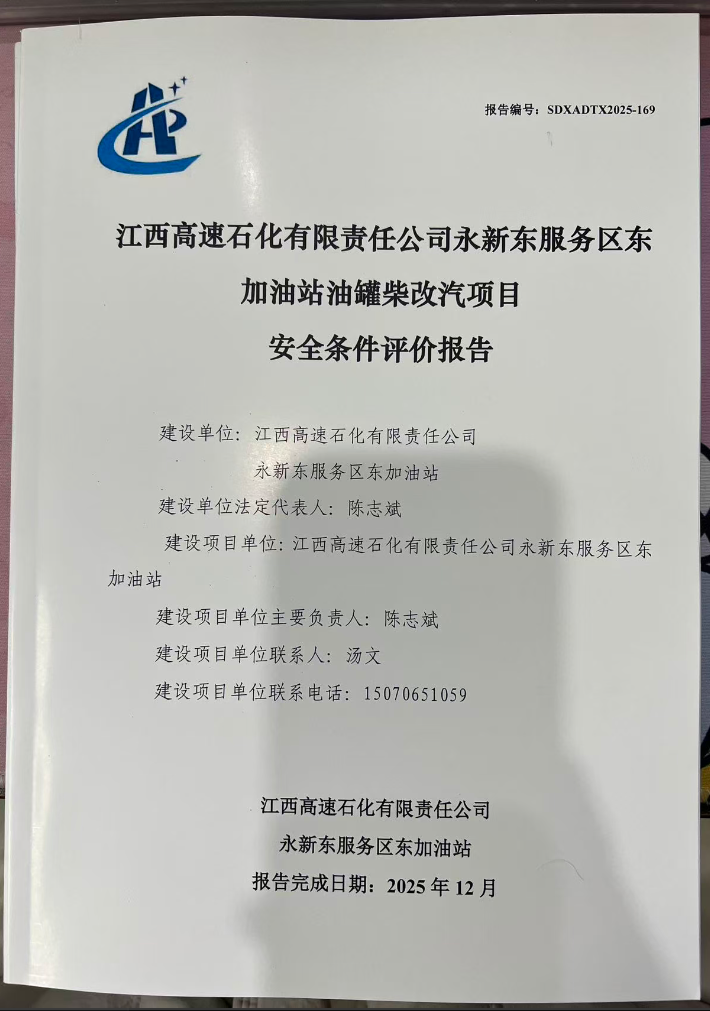 报告编号：SDXADTX2025-169
江西高速石化有限责任公司永新东服务区东
加油站油罐柴改汽项目
安全条件评价报告
建设单位：江西高速石化有限责任公司
永新东服务区东加油站
建设单位法定代表人：陈志斌
建设项目单位：江西高速石化有限责任公司永新东服务区东
加油站
建设项目单位主要负责人：陈志斌
建设项目单位联系人：汤文
建设项目单位联系电话：15070651059
江西高速石化有限责任公司
永新东服务区东加油站
报告完成日期：2025 年 12 月